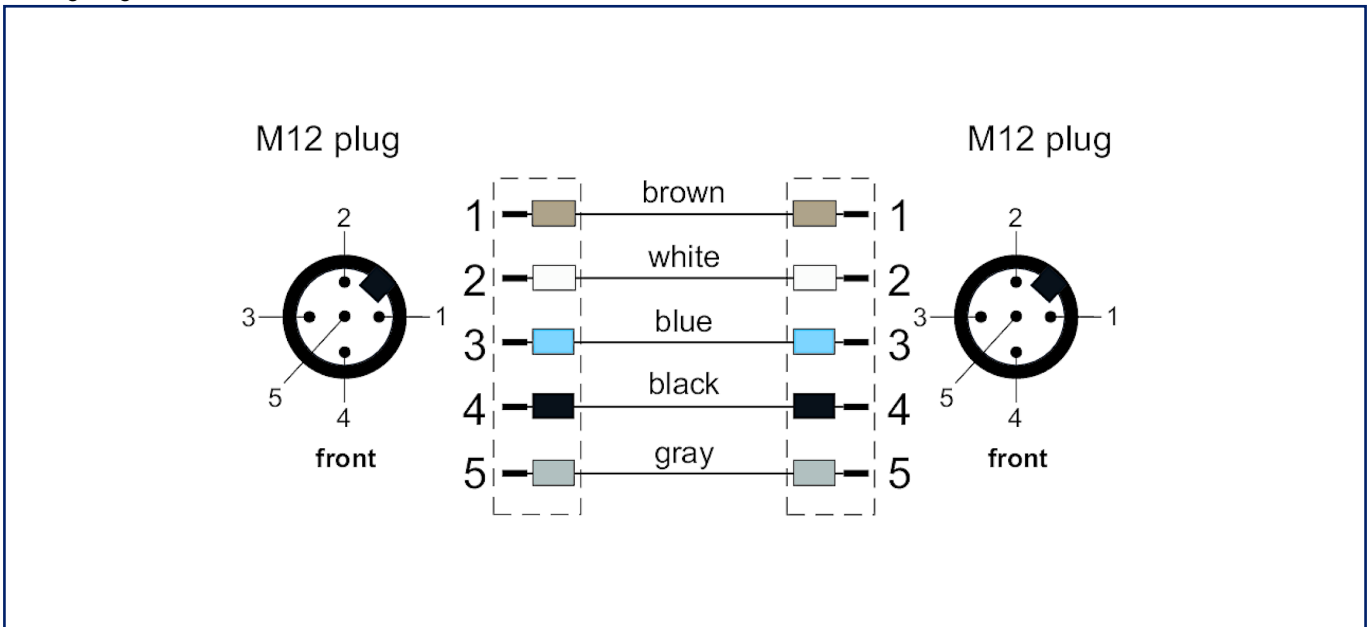 M12 plug
M12 plug
1 brown 1
2 white 2
3 blue 3
4 black 4
5 gray 5
2
3 1
5
4
front
2
3 1
5
4
front